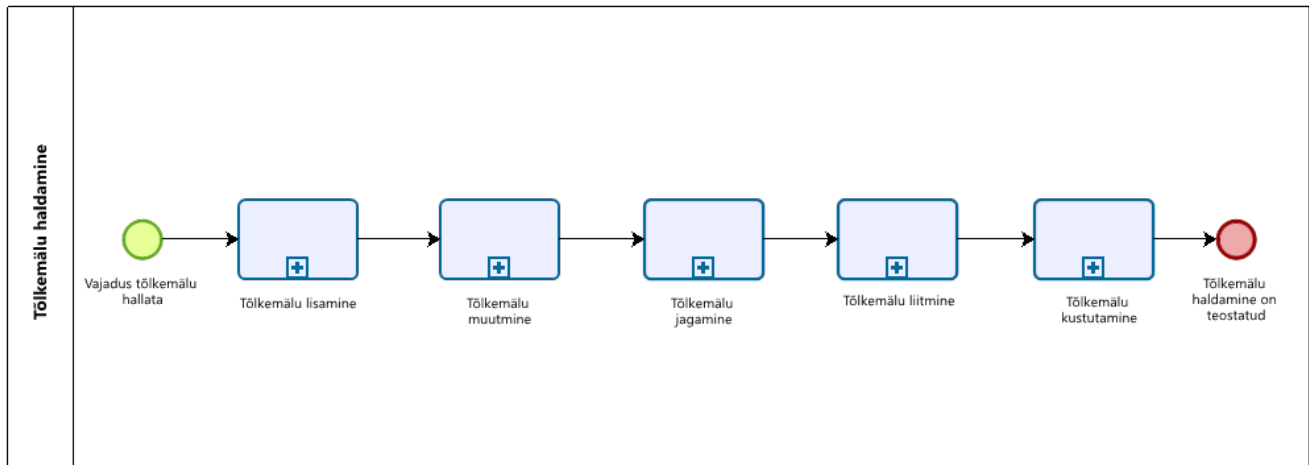 Tõlkemälu haldamine
Vajadus tõlkemälu
hallata
Tõlkemälu lisamine
Tõlkemälu
muutmine
Tõlkemälu
jagamine
Tõlkemälu liitmine
Tõlkemälu
kustutamine
Tõlkemälu
haldamine on
teostatud